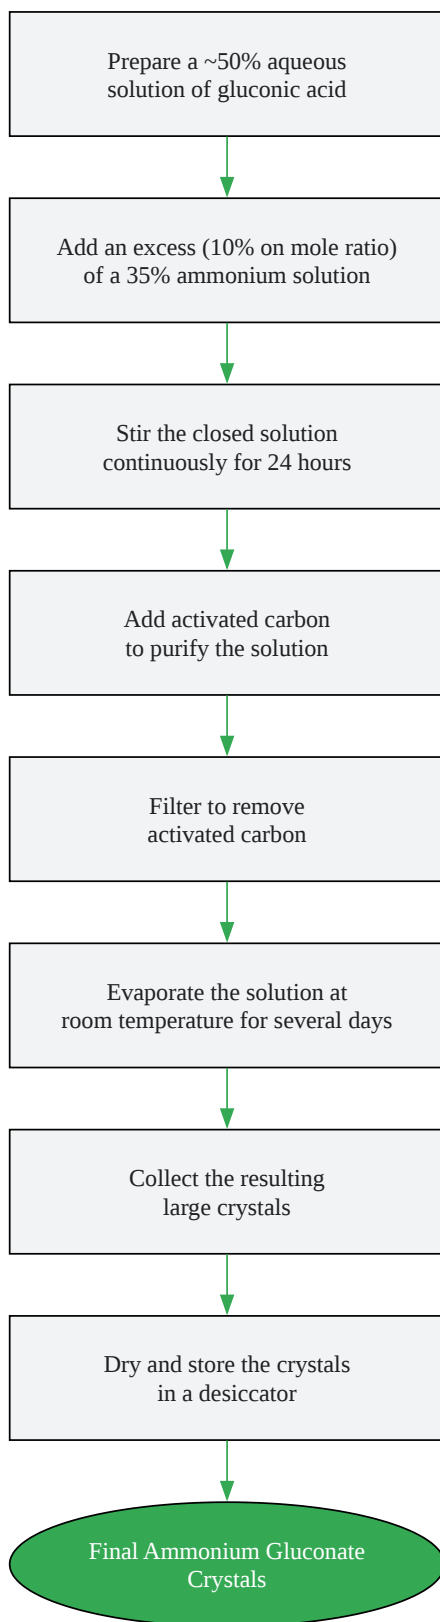 Prepare a ~50% aqueous
solution of gluconic acid
Add an excess (10% on mole ratio)
of a 35% ammonium solution
Stir the closed solution
continuously for 24 hours
Add activated carbon
to purify the solution
Filter to remove
activated carbon
Evaporate the solution at
room temperature for several days
Collect the resulting
large crystals
Dry and store the crystals
in a desiccator
Final Ammonium Gluconate
Crystals